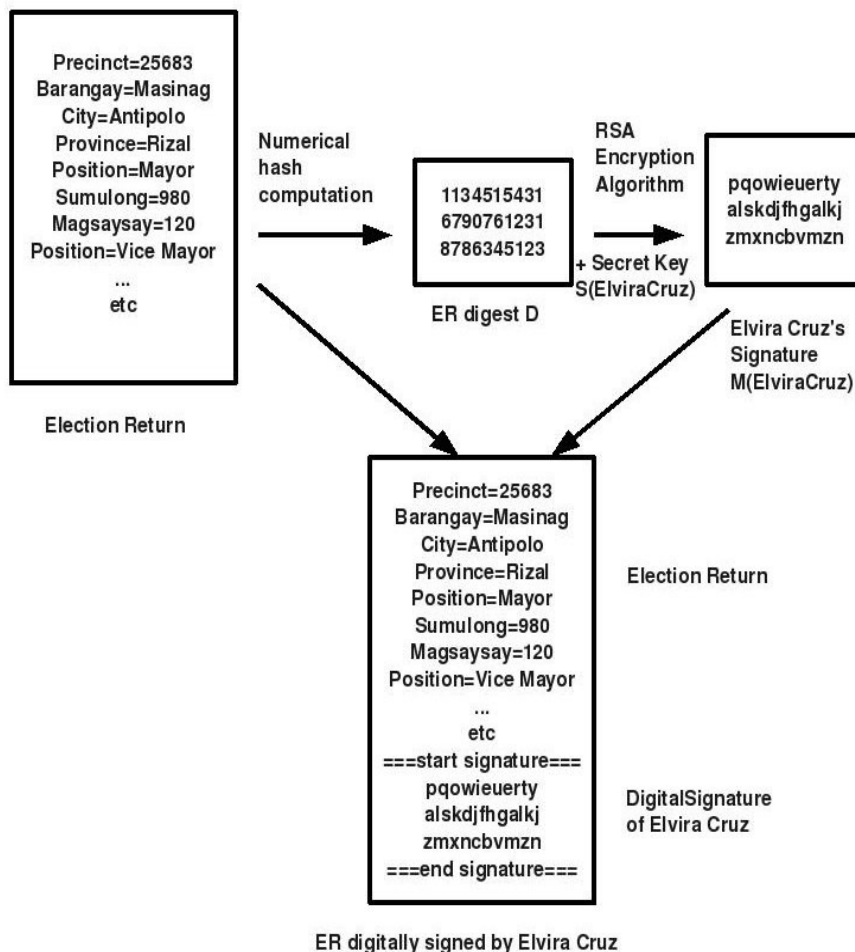 Precinct=25683
Barangay=Masinag
City=Antipolo
Province=Rizal
Position=Mayor
Sumulong=980
Magsaysay=120
Position=Vice Mayor
...
etc
Election Return
Numerical
hash
computation
1134515431
6790761231
8786345123
ER digest D
RSA
Encryption
Algorithm
+ Secret Key
S(ElviraCruz)
pqowieuerty
alskdjfhgalkj
zmxncbvmzn
Elvira Cruz's
Signature
M(ElviraCruz)
Precinct=25683
Barangay=Masinag
City=Antipolo
Province=Rizal
Position=Mayor
Sumulong=980
Magsaysay=120
Position=Vice Mayor
...
etc
===start signature===
pqowieuerty
alskdjfhgalkj
zmxncbvmzn
===end signature===
Election Return
DigitalSignature
of Elvira Cruz
ER digitally signed by Elvira Cruz